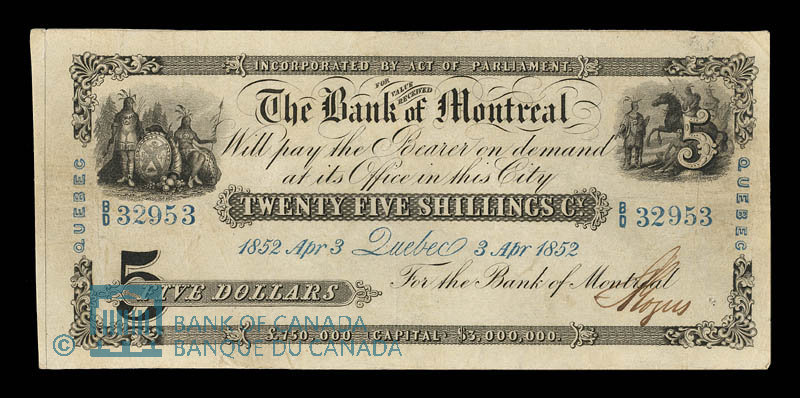 INCORPORATED BY ACT OF PARLIAMENT.
FOR VALUE RECEIVED
The Bank of Montreal
5
Will pay the Bearer on demand
at its Office in this City
QUEBEC
QUEBEC
TWENTY FIVE SHILLINGS CY
B/D 32953
B/D 32953
1852 Apr 3 Quebec 3 Apr 1852
5
FIVE DOLLARS
For the Bank of Montreal
£750,000 CAPITAL $3,000,000.
© BANK OF CANADA
BANQUE DU CANADA